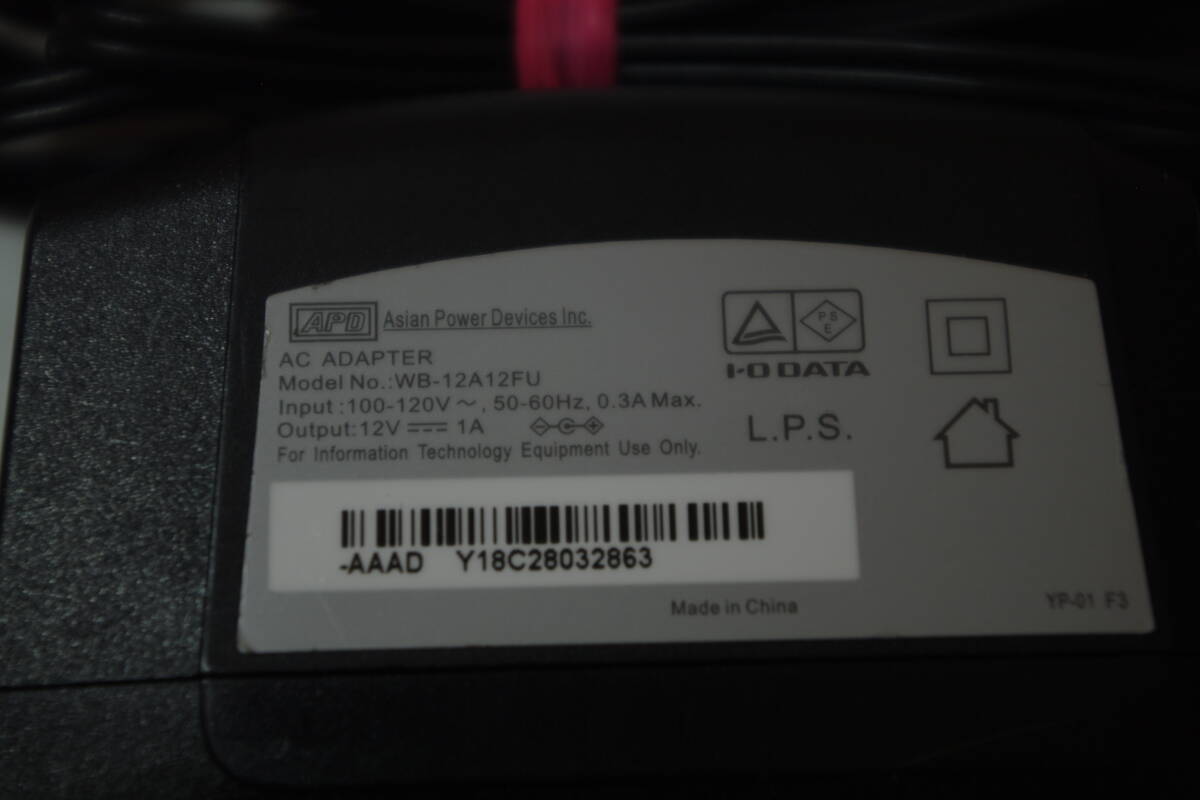 APD Asian Power Devices Inc.
AC ADAPTER
Model No.:WB-12A12FU
Input :100-120V ～, 50-60Hz, 0.3A Max.
Output:12V ⎓ 1A
For Information Technology Equipment Use Only.
PS
E
I-O DATA
L.P.S.
-AAAD Y18C28032863
Made in China
YP-01 F3